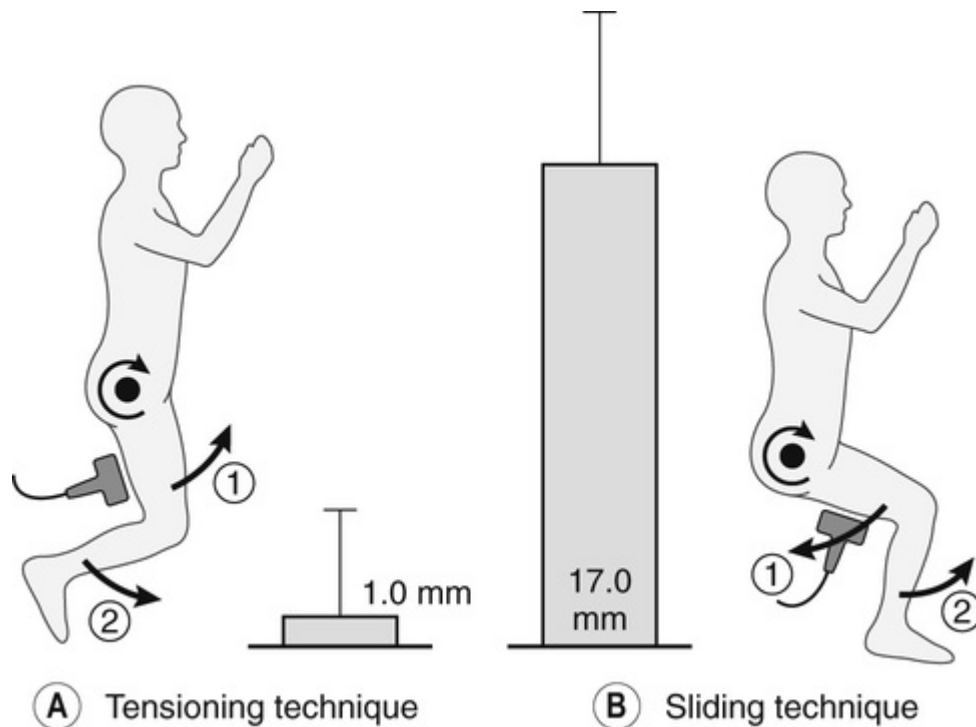 ①
②
1.0 mm
17.0
mm
①
②
A Tensioning technique
B Sliding technique